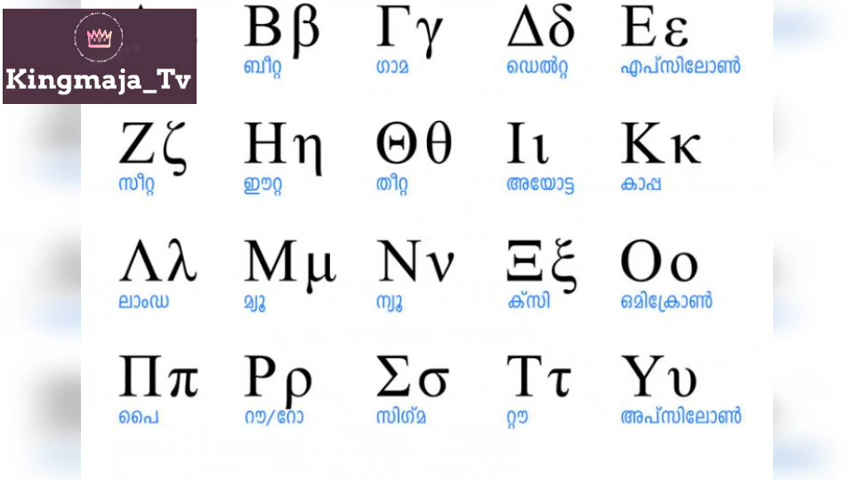 Kingmaja_Tv
Ββ Γγ Δδ Εε
ബീറ്റ ഗാമ ഡെൽറ്റ എപ്സിലോൺ
Ζζ Ηη Θθ Ιι Κκ
സീറ്റ ഈറ്റ തീറ്റ അയോട്ട കാപ്പ
Λλ Μμ Νν Ξξ Οο
ലാംഡ മ്യൂ ന്യൂ ക്സി ഒമിക്രോൺ
Ππ Ρρ Σσ Ττ Υυ
പൈ റൗ/റോ സിഗ്മ റ്റൗ അപ്സിലോൺ